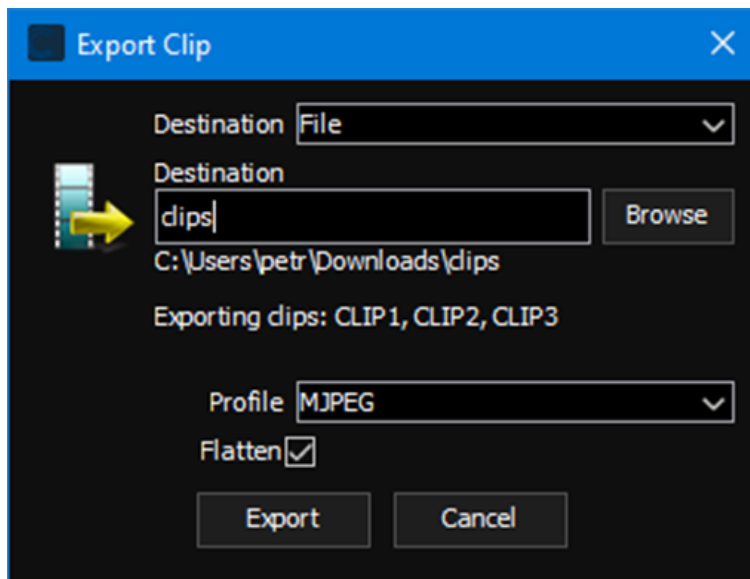 Export Clip
Destination File
Destination
clips
Browse
C:\Users\petr\Downloads\clips
Exporting clips: CLIP1, CLIP2, CLIP3
Profile MJPEG
Flatten
Export Cancel